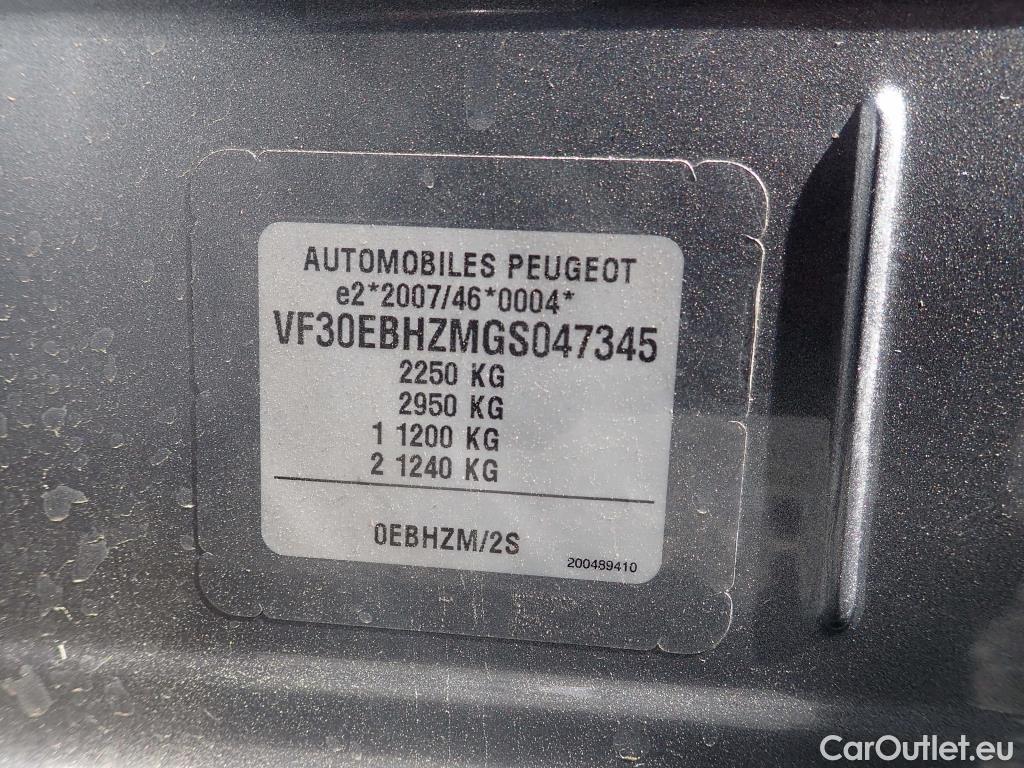 AUTOMOBILES PEUGEOT
e2*2007/46*0004*
VF30EBHZMGS047345
2250 KG
2950 KG
1 1200 KG
2 1240 KG
0EBHZM/2S
200489410
CarOutlet.eu